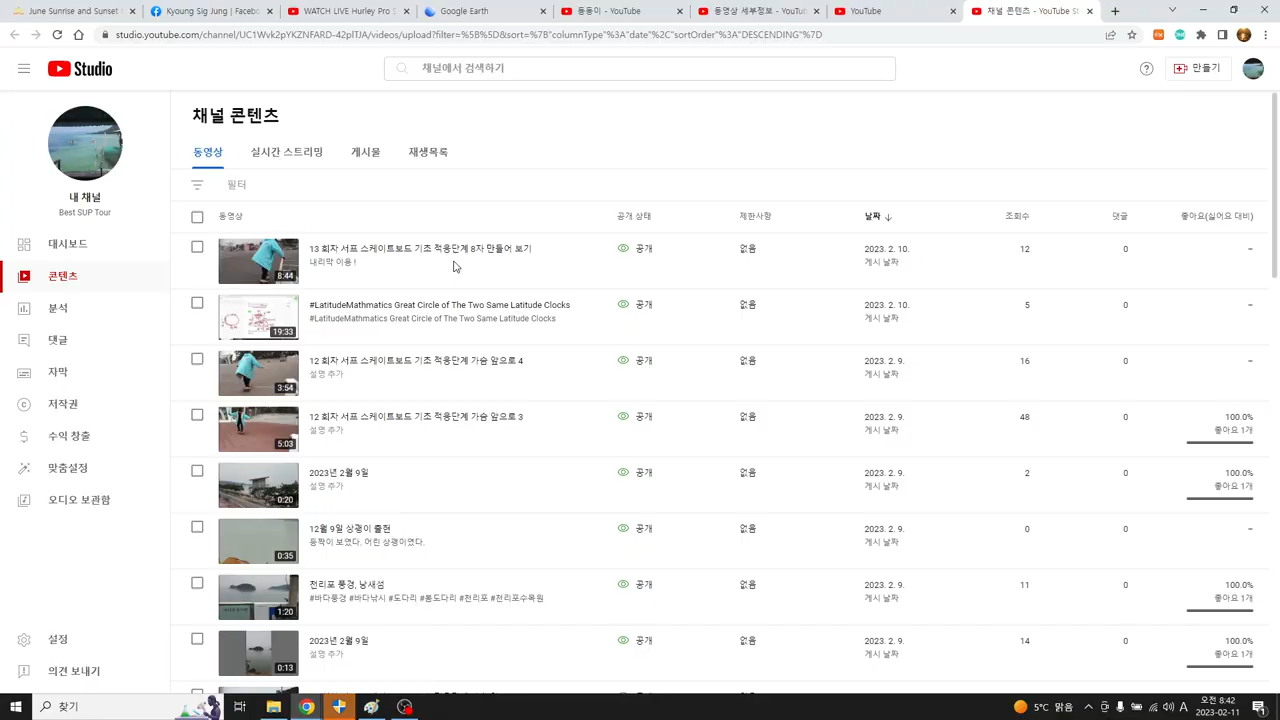 June Sunrise and Sunset
Kyoung Sig Jung | Facebo
WATCH LIVE Hurley Pro S
Google Earth
동동이 - YouTube
동영상 세부정보 - YouTub
YouTube
채널 콘텐츠 - YouTube St
studio.youtube.com/channel/UC1Wvk2pYKZNFARD-42pITJA/videos/upload?filter=%5B%5D&sort=%7B"columnType"%3A"date"%2C"sortOrder"%3A"DESCENDING"%7D
Studio
채널에서 검색하기
만들기
채널 콘텐츠
동영상 실시간 스트리밍 게시물 재생목록
필터
내 채널
Best SUP Tour
대시보드
콘텐츠
분석
댓글
자막
저작권
수익 창출
맞춤설정
오디오 보관함
설정
의견 보내기
동영상 공개 상태 제한사항 날짜 조회수 댓글 좋아요(싫어요 대비)
8:44
13 회차 서프 스케이트보드 기초 적응단계 8자 만들어 보기 공개 없음 2023. 2. 10. 12 0 –
내리막 이용 ! 게시 날짜
19:33
#LatitudeMathmatics Great Circle of The Two Same Latitude Clocks 공개 없음 2023. 2. 10. 5 0 –
#LatitudeMathmatics Great Circle of The Two Same Latitude Clocks 게시 날짜
3:54
12 회차 서프 스케이트보드 기초 적응단계 가슴 앞으로 4 공개 없음 2023. 2. 9. 16 0 –
설명 추가 게시 날짜
5:03
12 회차 서프 스케이트보드 기초 적응단계 가슴 앞으로 3 공개 없음 2023. 2. 9. 48 0 100.0%
설명 추가 게시 날짜 좋아요 1개
0:20
2023년 2월 9일 공개 없음 2023. 2. 9. 2 0 100.0%
설명 추가 게시 날짜 좋아요 1개
0:35
12월 9일 상괭이 출현 공개 없음 2023. 2. 9. 0 0 –
등짝이 보였다. 어린 상괭이였다. 게시 날짜
1:20
천리포 풍경, 낭새섬 공개 없음 2023. 2. 9. 11 0 100.0%
#바다풍경 #바다낚시 #도다리 #봄도다리 #천리포 #천리포수목원 게시 날짜 좋아요 1개
0:13
2023년 2월 9일 공개 없음 2023. 2. 9. 14 0 100.0%
설명 추가 게시 날짜 좋아요 1개
찾기
5°C 맑음
A
오전 8:42
2023-02-11
1